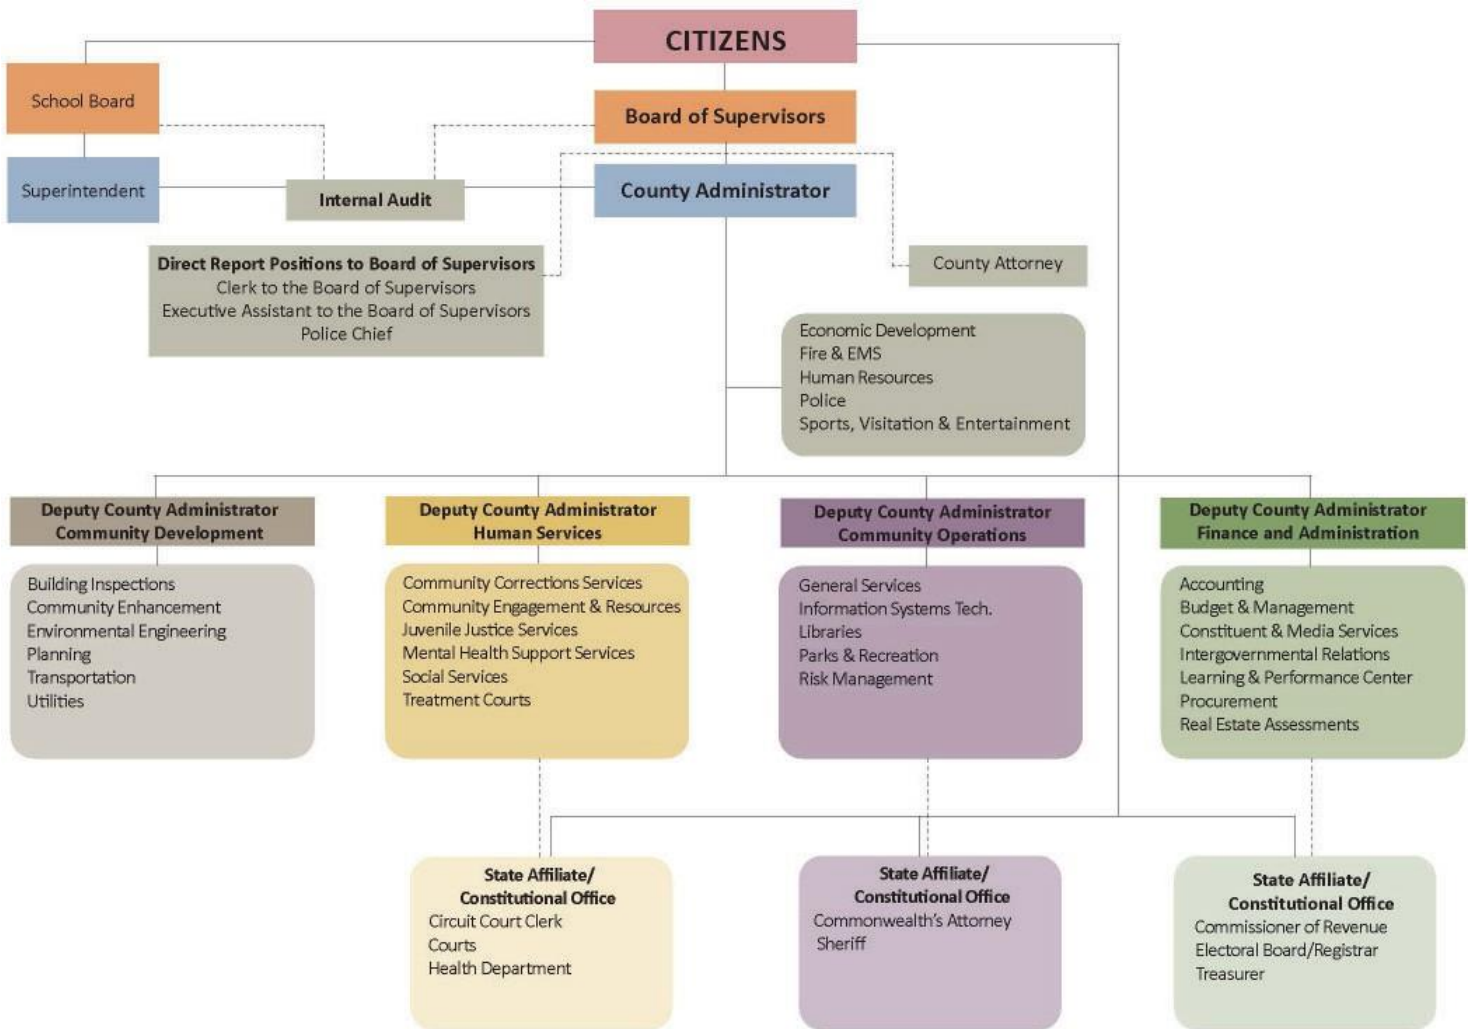 CITIZENS
School Board
Board of Supervisors
Superintendent
Internal Audit
County Administrator
Direct Report Positions to Board of Supervisors
Clerk to the Board of Supervisors
Executive Assistant to the Board of Supervisors
Police Chief
County Attorney
Economic Development
Fire & EMS
Human Resources
Police
Sports, Visitation & Entertainment
Deputy County Administrator
Community Development
Building Inspections
Community Enhancement
Environmental Engineering
Planning
Transportation
Utilities
Deputy County Administrator
Human Services
Community Corrections Services
Community Engagement & Resources
Juvenile Justice Services
Mental Health Support Services
Social Services
Treatment Courts
Deputy County Administrator
Community Operations
General Services
Information Systems Tech.
Libraries
Parks & Recreation
Risk Management
Deputy County Administrator
Finance and Administration
Accounting
Budget & Management
Constituent & Media Services
Intergovernmental Relations
Learning & Performance Center
Procurement
Real Estate Assessments
State Affiliate/
Constitutional Office
Circuit Court Clerk
Courts
Health Department
State Affiliate/
Constitutional Office
Commonwealth's Attorney
Sheriff
State Affiliate/
Constitutional Office
Commissioner of Revenue
Electoral Board/Registrar
Treasurer